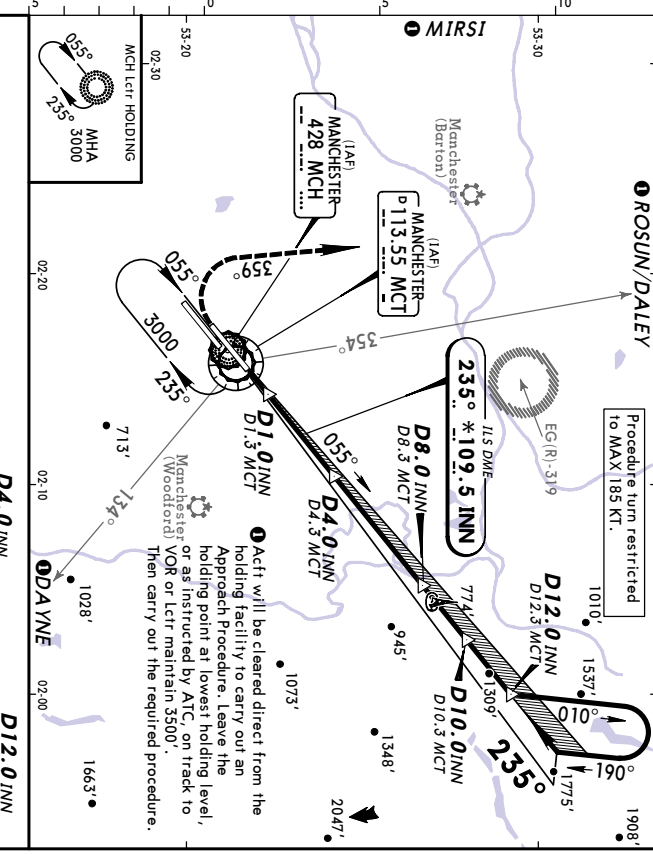 5
0
5
10
53-20
53-30
02-30
02-20
02-10
02-00
MCH Lctr HOLDING
055°
235°
MHA
3000
❶ MIRSI
Manchester
(Barton)
❶ ROSUN/DALEY
(IAF)
MANCHESTER
428 MCH
(IAF)
MANCHESTER
D 113.55 MCT
359°
354°
055°
3000
235°
EG(R)-319
Procedure turn restricted
to MAX 185 KT.
ILS DME
235° *109.5 INN
055°
D1.0 INN
D1.3 MCT
D4.0 INN
D4.3 MCT
D8.0 INN
D8.3 MCT
D10.0 INN
D10.3 MCT
D12.0 INN
D12.3 MCT
235°
010°
190°
713'
134°
Manchester
(Woodford)
❶ DAYNE
1028'
945'
774'
1309'
1010'
1537'
1775'
1908'
1073'
1348'
1663'
2047'
❶ Acft will be cleared direct from the
holding facility to carry out an
Approach Procedure. Leave the
holding point at lowest holding level,
or as instructed by ATC, on track to
VOR or Lctr maintain 3500'.
Then carry out the required procedure.
D4.0 INN
D12.0 INN